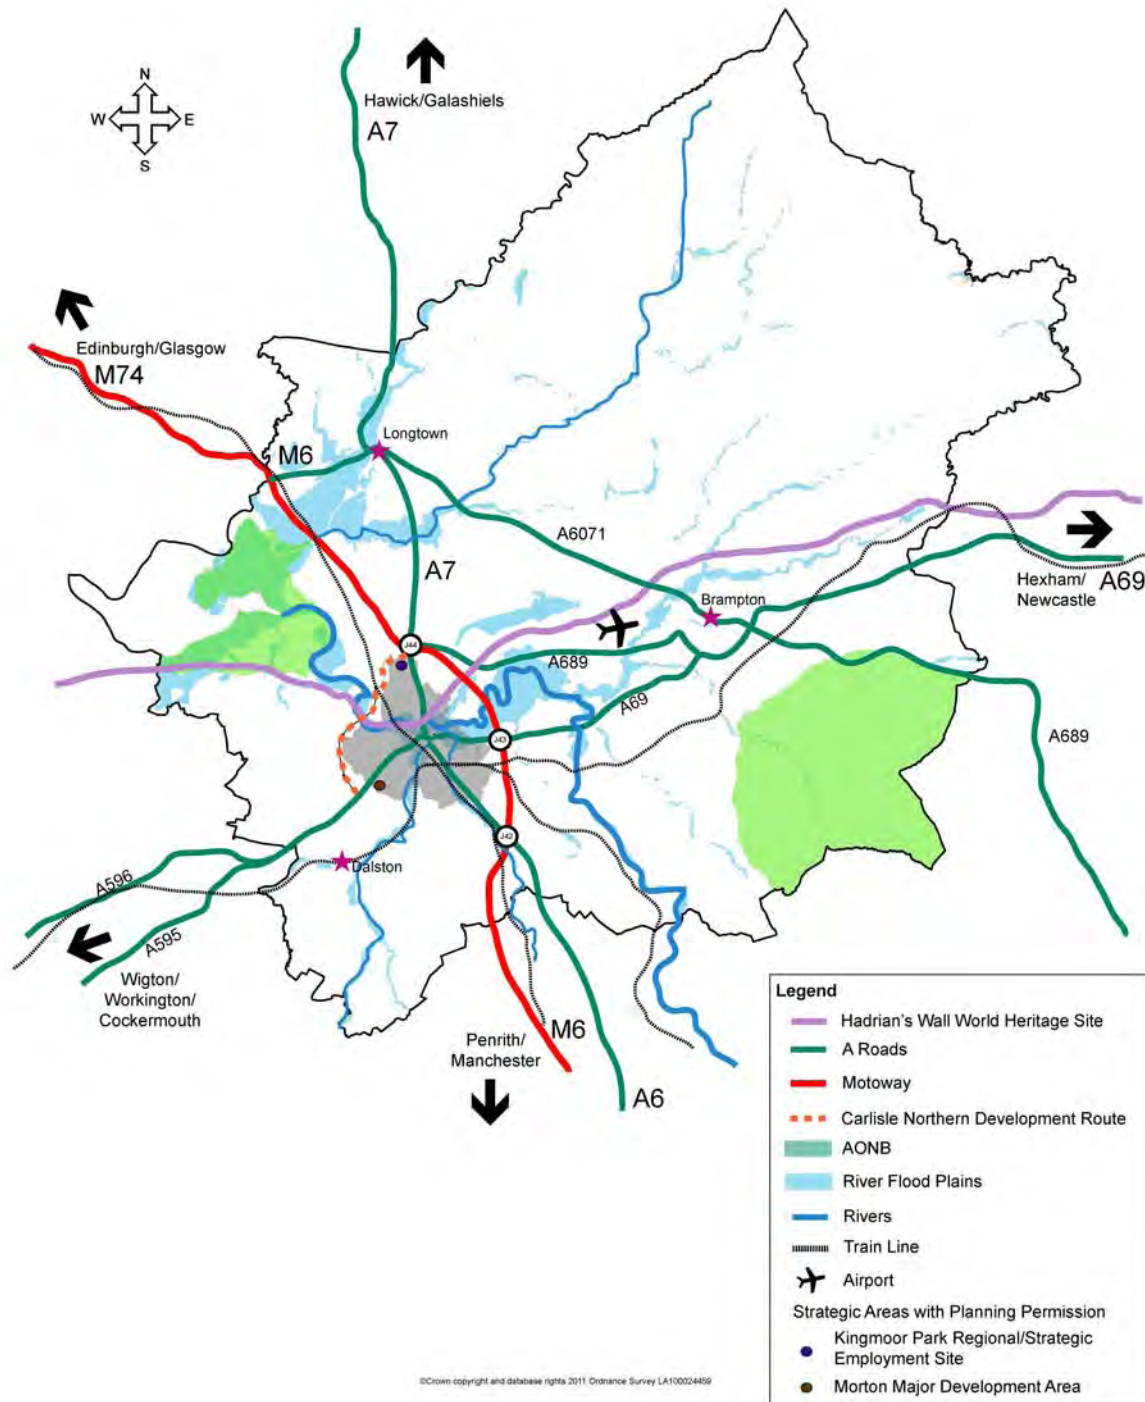 N
W
E
S
Hawick/Galashiels
A7
Edinburgh/Glasgow
M74
Longtown
M6
A6071
A7
Hexham/
Newcastle
A69
Brampton
J44
A689
A69
J43
A689
J42
Dalston
A596
A595
Wigton/
Workington/
Cockermouth
Penrith/
Manchester
M6
A6
Legend
Hadrian's Wall World Heritage Site
A Roads
Motoway
Carlisle Northern Development Route
AONB
River Flood Plains
Rivers
Train Line
Airport
Strategic Areas with Planning Permission
Kingmoor Park Regional/Strategic
Employment Site
Morton Major Development Area
©Crown copyright and database rights 2011 Ordnance Survey LA100024459